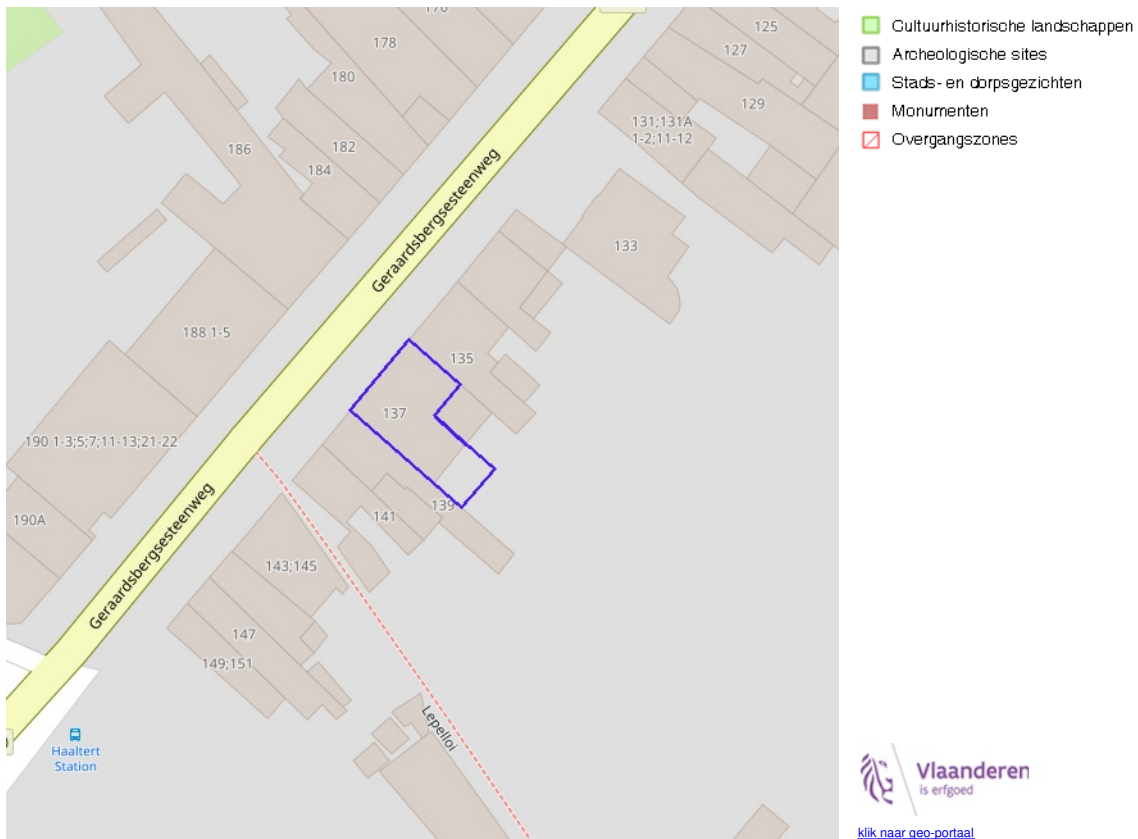 176
178
180
182
184
186
188 1-5
190 1-3;5;7;11-13;21-22
190A
125
127
129
131;131A
1-2;11-12
133
135
137
139
141
143;145
147
149;151
Geraardsbergsesteenweg
Geraardsbergsesteenweg
Lepelloi
Haaltert
Station
Cultuurhistorische landschappen
Archeologische sites
Stads- en dorpsgezichten
Monumenten
Overgangszones
Vlaanderen
is erfgoed
klik naar geo-portaal